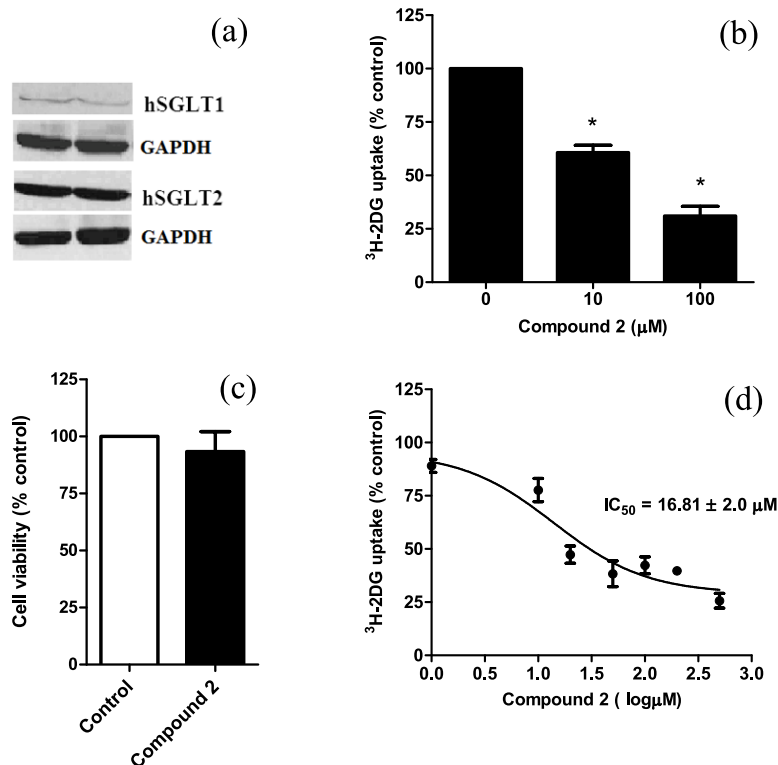 (a)
hSGLT1
GAPDH
hSGLT2
GAPDH
(b)
³H-2DG uptake (% control)
125
100
75
50
25
0
*
*
0 10 100
Compound 2 (μM)
(c)
Cell viability (% control)
125
100
75
50
25
0
Control
Compound 2
(d)
³H-2DG uptake (% control)
125
100
75
50
25
0
IC₅₀ = 16.81 ± 2.0 μM
0.0 0.5 1.0 1.5 2.0 2.5 3.0
Compound 2 ( logμM)